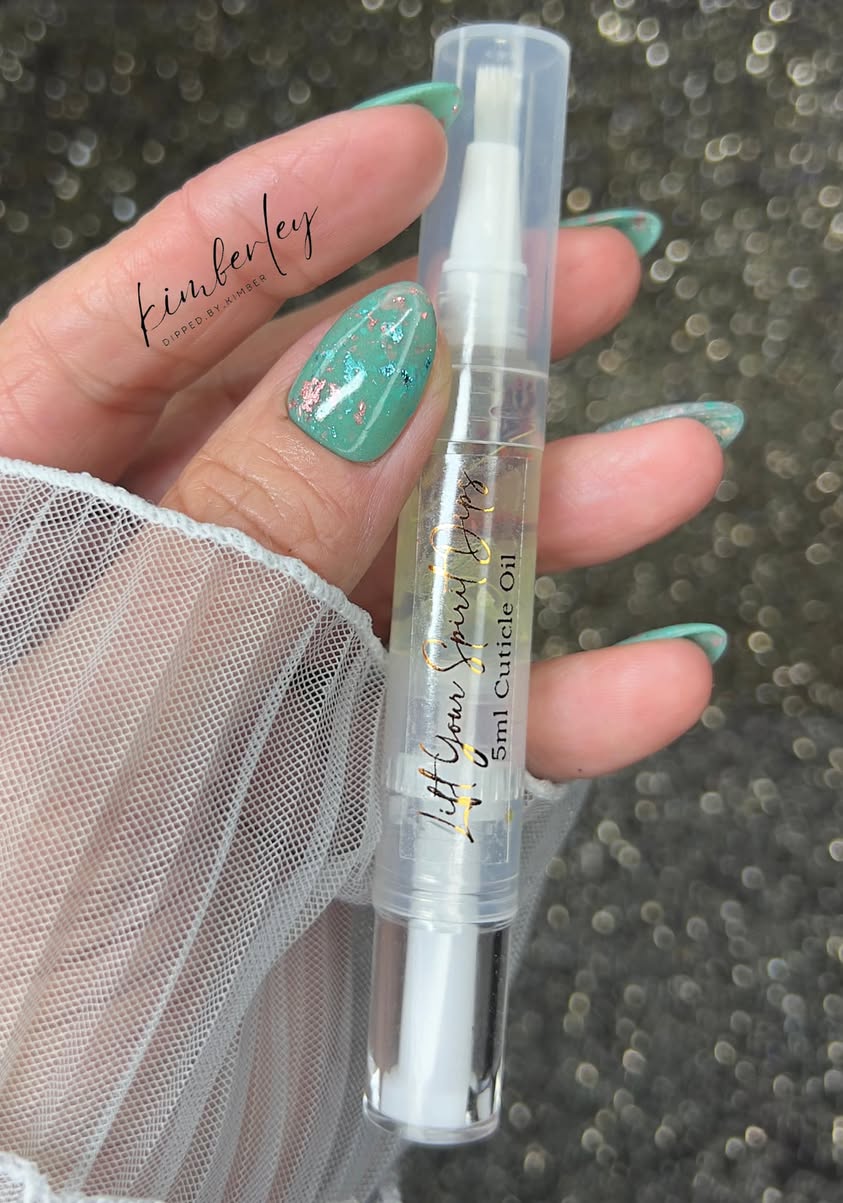 kimberley
DIPPED.BY.KIMBER
Lift Your Spirit Dips
5ml Cuticle Oil